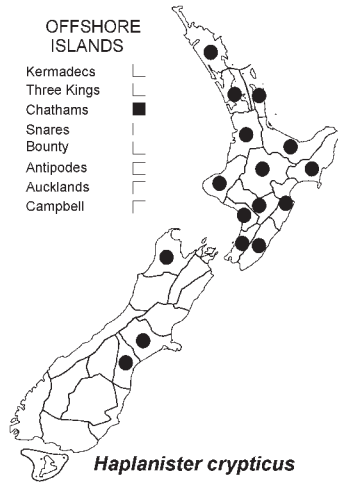 OFFSHORE
ISLANDS
Kermadecs
Three Kings
Chathams
Snares
Bounty
Antipodes
Aucklands
Campbell
Haplanister crypticus